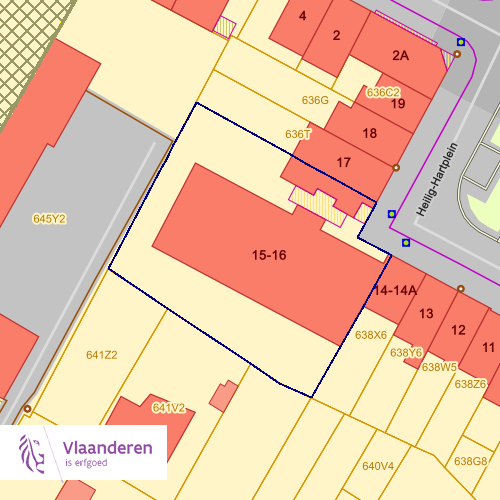 4
2
2A
636C2
636G
19
636T
18
17
Heilig-Hartplein
645Y2
15-16
14-14A
13
12
11
638X6
638Y6
638W5
638Z6
641Z2
641V2
640V4
638G8
Vlaanderen
is erfgoed